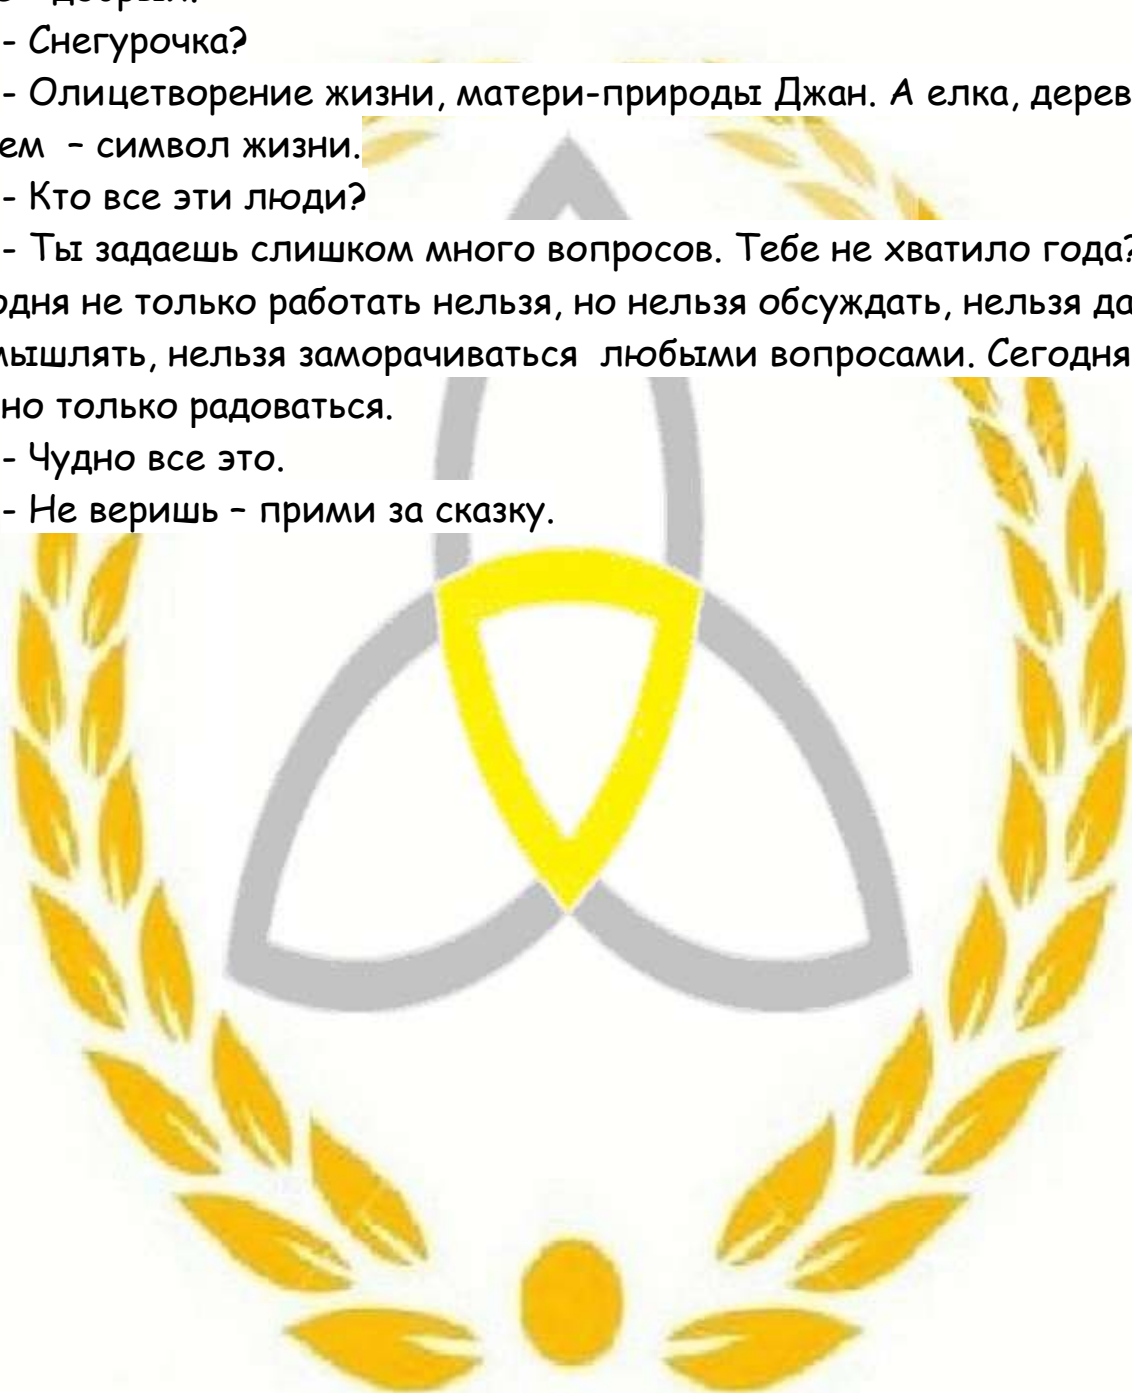 добрый.
- Снегурочка?
- Олицетворение жизни, матери-природы Джан. А елка, дерев
ем – символ жизни.
- Кто все эти люди?
- Ты задаешь слишком много вопросов. Тебе не хватило года?
одня не только работать нельзя, но нельзя обсуждать, нельзя да
мышлять, нельзя заморачиваться любыми вопросами. Сегодня
но только радоваться.
- Чудно все это.
- Не веришь – прими за сказку.